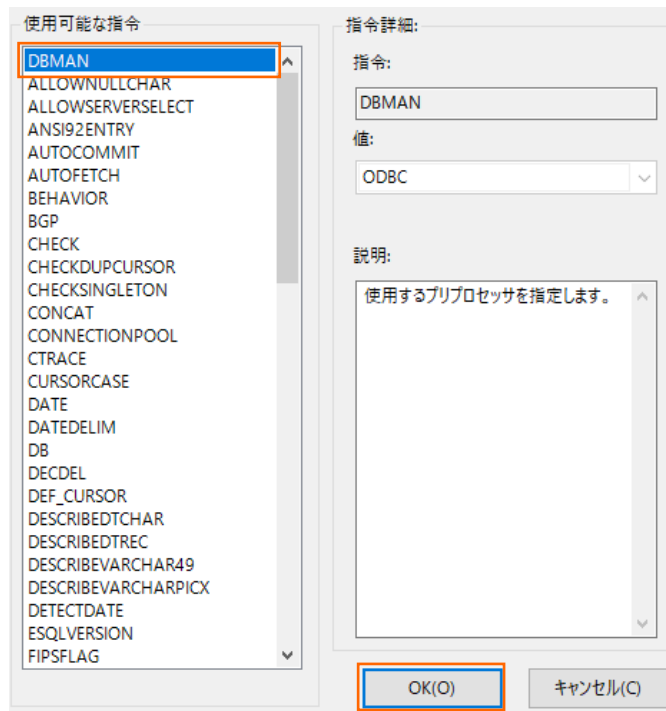 使用可能な指令
DBMAN
ALLOWNULLCHAR
ALLOWSERVERSELECT
ANSI92ENTRY
AUTOCOMMIT
AUTOFETCH
BEHAVIOR
BGP
CHECK
CHECKDUPCURSOR
CHECKSINGLETON
CONCAT
CONNECTIONPOOL
CTRACE
CURSORCASE
DATE
DATEDELIM
DB
DECDEL
DEF_CURSOR
DESCRIBEDTCHAR
DESCRIBEDTREC
DESCRIBEVARCHAR49
DESCRIBEVARCHARPICX
DETECTDATE
ESQLVERSION
FIPSFLAG
指令詳細:
指令:
DBMAN
値:
ODBC
説明:
使用するプリプロセッサを指定します。
OK(O)
キャンセル(C)